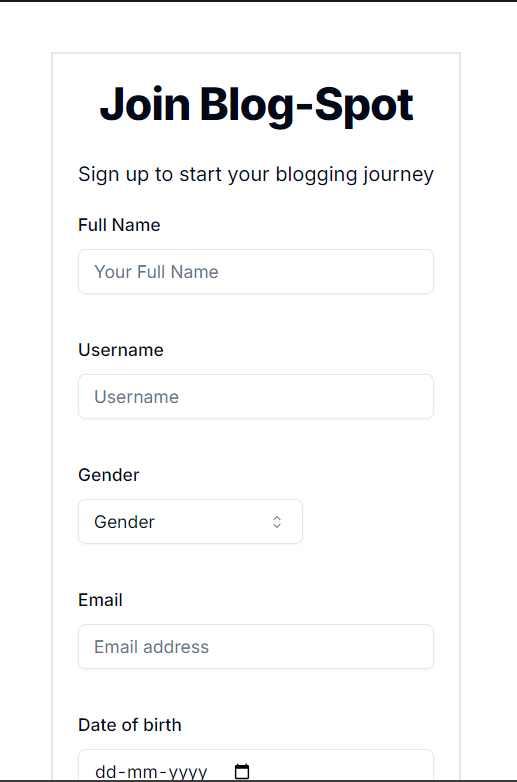 Join Blog-Spot
Sign up to start your blogging journey
Full Name
Your Full Name
Username
Username
Gender
Gender
Email
Email address
Date of birth
dd-mm-yyyy